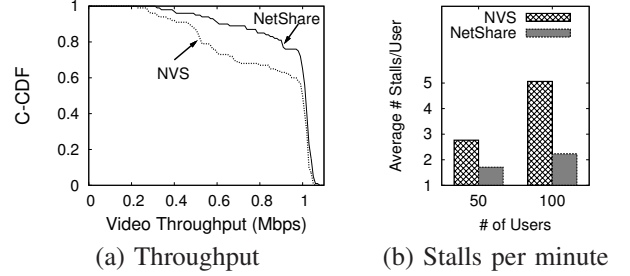 C-CDF
1
0.8
0.6
0.4
0.2
0
NetShare
NVS
0 0.2 0.4 0.6 0.8 1
Video Throughput (Mbps)
(a) Throughput
Average # Stalls/User
NVS
NetShare
5
4
3
2
1
50 100
# of Users
(b) Stalls per minute